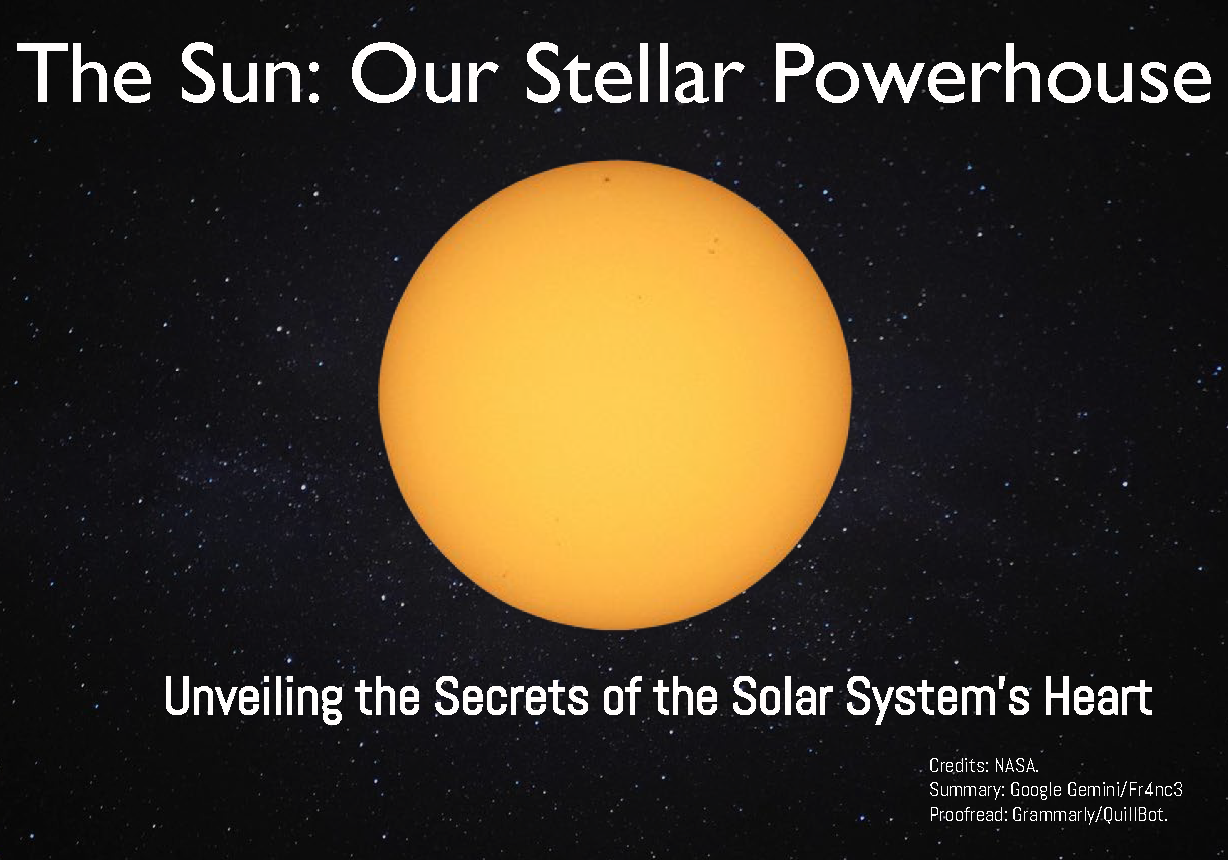 The Sun: Our Stellar Powerhouse
Unveiling the Secrets of the Solar System's Heart
Credits: NASA.
Summary: Google Gemini/Fr4nc3
Proofread: Grammarly/QuillBot.